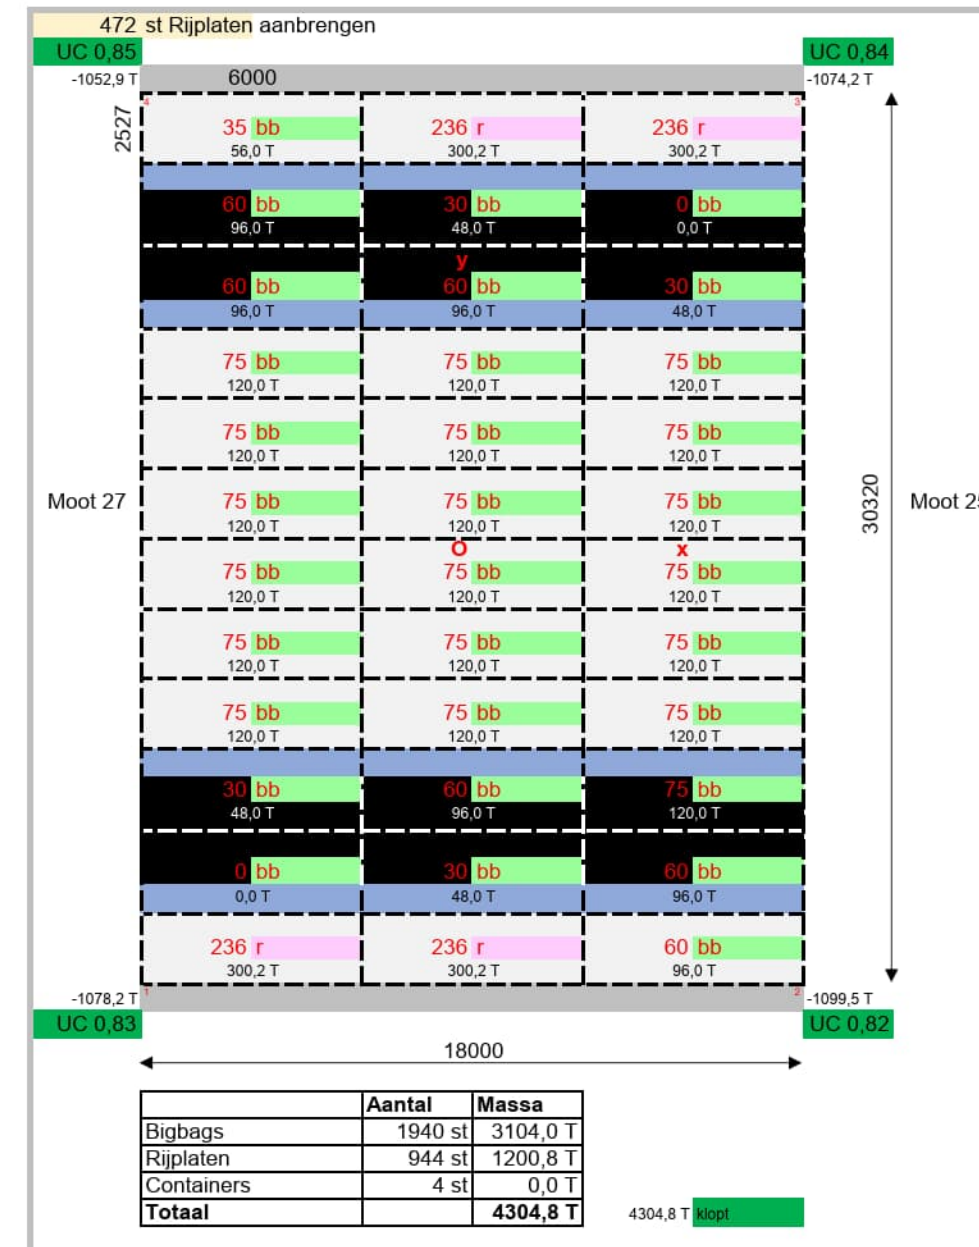 472 st Rijplaten aanbrengen
UC 0,85 UC 0,84
-1052,9 T 6000 -1074,2 T
4 3
2527
35 bb 236 r 236 r
56,0 T 300,2 T 300,2 T
60 bb 30 bb 0 bb
96,0 T 48,0 T 0,0 T
y
60 bb 60 bb 30 bb
96,0 T 96,0 T 48,0 T
75 bb 75 bb 75 bb
120,0 T 120,0 T 120,0 T
75 bb 75 bb 75 bb
120,0 T 120,0 T 120,0 T
Moot 27 75 bb 75 bb 75 bb 30320 Moot 25
120,0 T 120,0 T 120,0 T
O x
75 bb 75 bb 75 bb
120,0 T 120,0 T 120,0 T
75 bb 75 bb 75 bb
120,0 T 120,0 T 120,0 T
75 bb 75 bb 75 bb
120,0 T 120,0 T 120,0 T
30 bb 60 bb 75 bb
48,0 T 96,0 T 120,0 T
0 bb 30 bb 60 bb
0,0 T 48,0 T 96,0 T
236 r 236 r 60 bb
300,2 T 300,2 T 96,0 T
-1078,2 T 1 2 -1099,5 T
UC 0,83 UC 0,82
18000
Aantal Massa
Bigbags 1940 st 3104,0 T
Rijplaten 944 st 1200,8 T
Containers 4 st 0,0 T
Totaal 4304,8 T 4304,8 T klopt